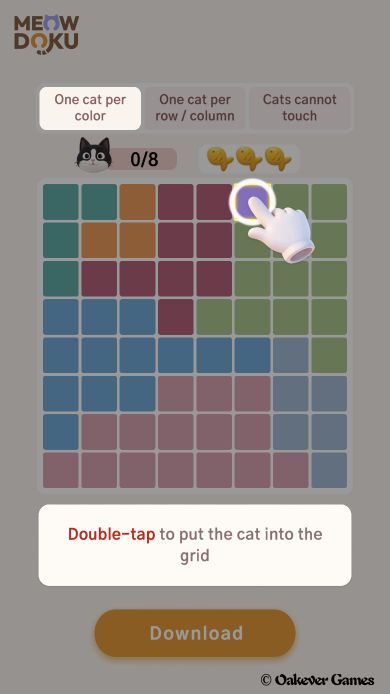 MEOW
DOKU
One cat per
color
One cat per
row / column
Cats cannot
touch
0/8
Double-tap to put the cat into the
grid
Download
© Oakever Games